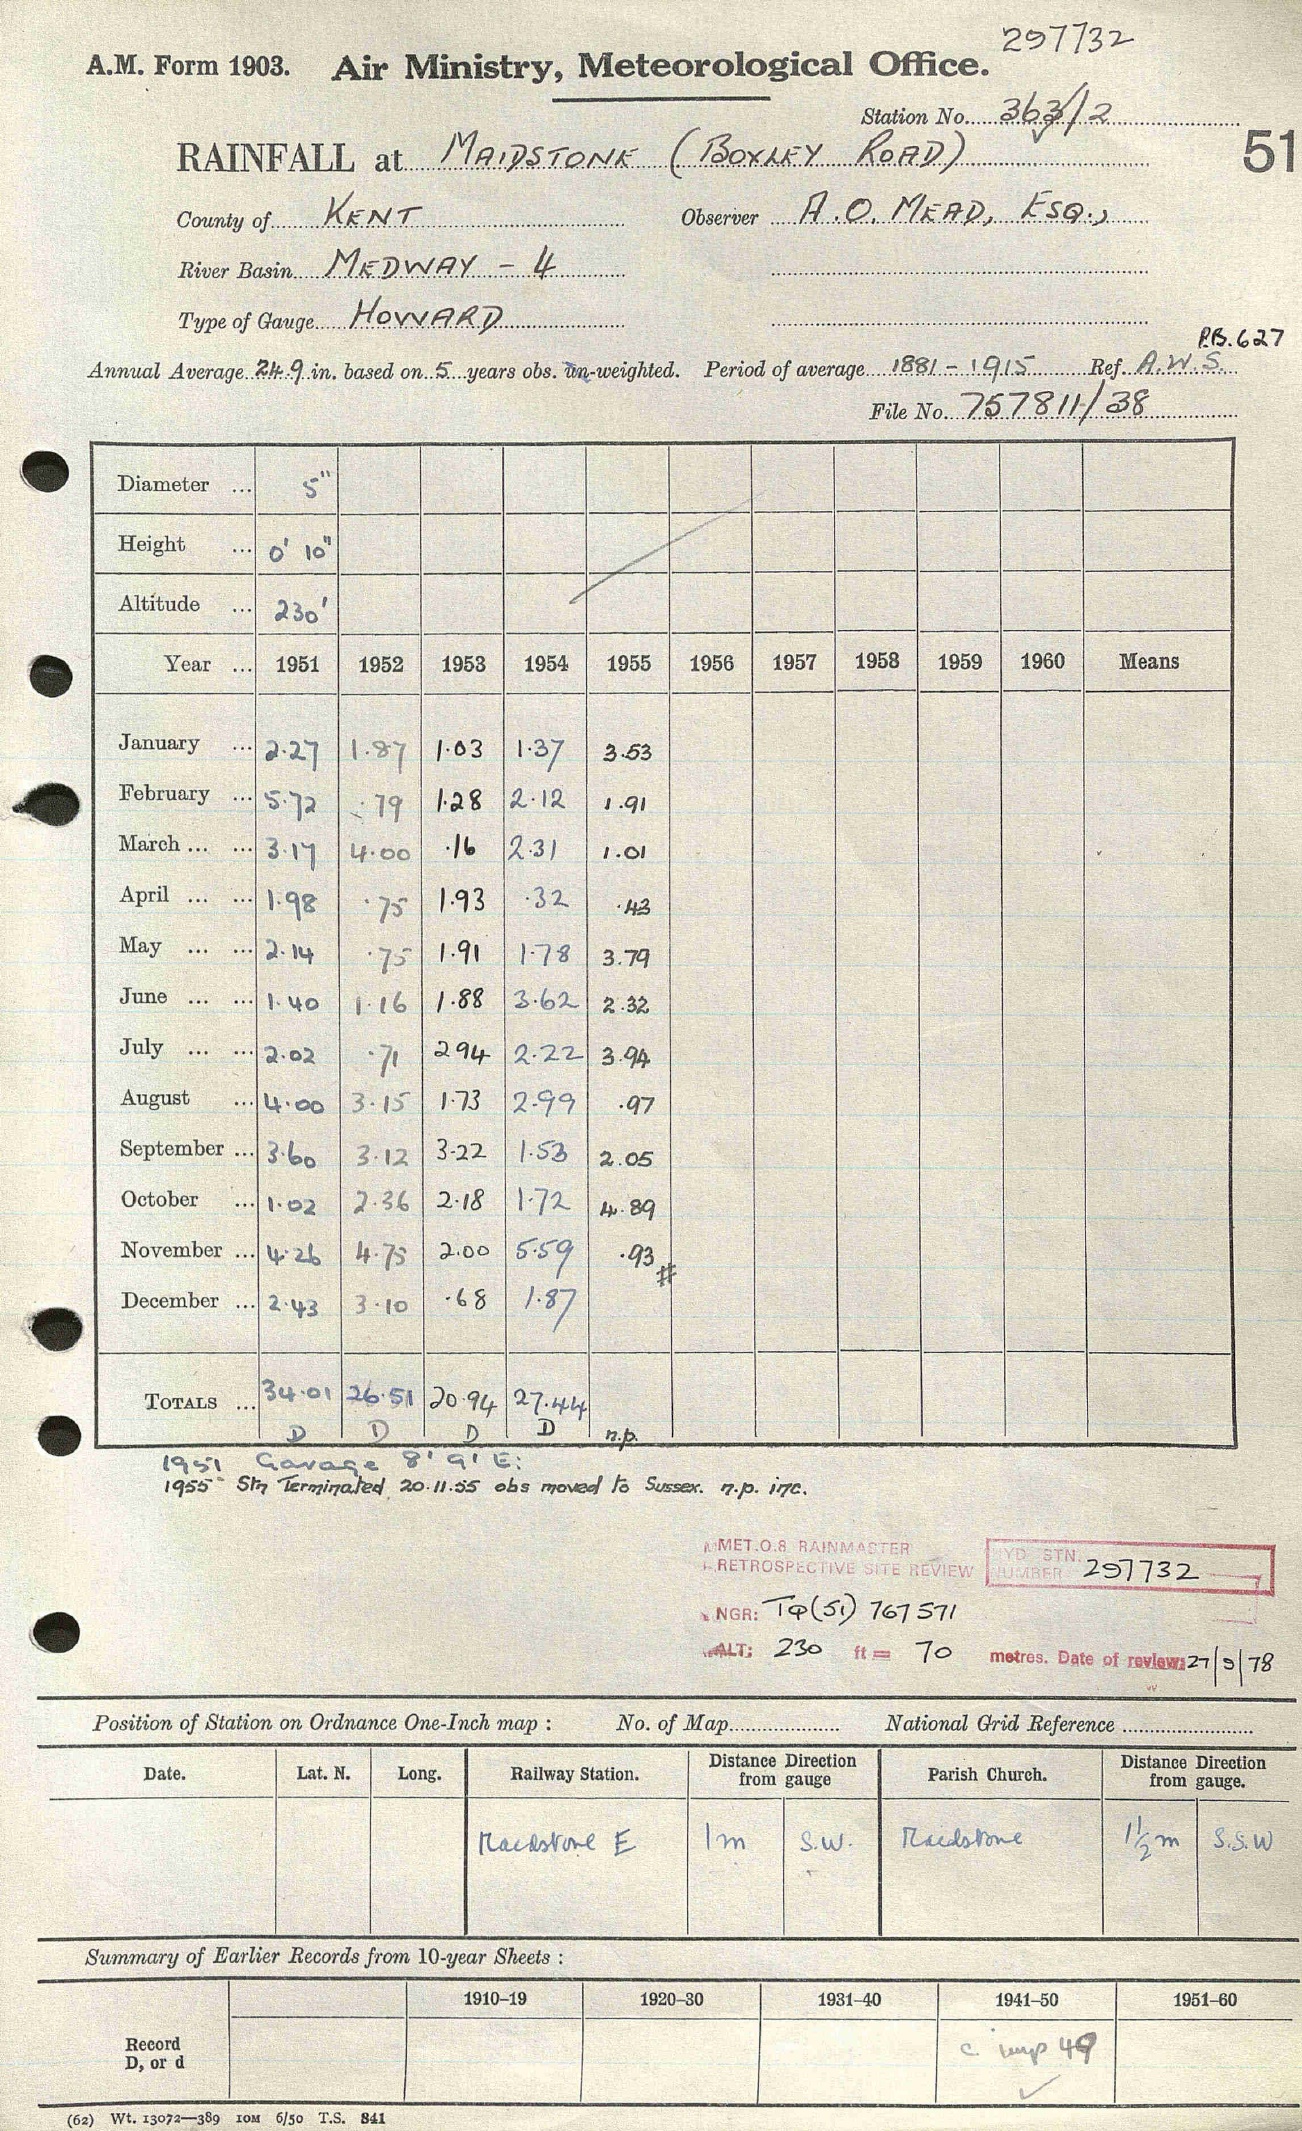 297732
A.M. Form 1903. Air Ministry, Meteorological Office.
Station No. 363/2
51
RAINFALL at MAIDSTONE (BOXLEY ROAD)
County of KENT Observer A.O. MEAD, ESQ.,
River Basin MEDWAY - 4
Type of Gauge HOWARD
P.B. 627
Annual Average 24.9 in. based on 5 years obs. un-weighted. Period of average 1881 - 1915 Ref. A.W.S.
File No. 757811/38
Diameter ... 5"
Height ... 0' 10"
Altitude ... 230'
Year ... 1951 1952 1953 1954 1955 1956 1957 1958 1959 1960 Means
January ... 2.27 1.87 1.03 1.37 3.53
February ... 5.72 .79 1.28 2.12 1.91
March ... ... 3.17 4.00 .16 2.31 1.01
April ... ... 1.98 .75 1.93 .32 .43
May ... ... 2.14 .75 1.91 1.78 3.79
June ... ... 1.40 1.16 1.88 3.62 2.32
July ... ... 2.02 .71 294 2.22 3.94
August ... 4.00 3.15 1.73 2.99 .97
September ... 3.60 3.12 3.22 1.53 2.05
October ... 1.02 2.36 2.18 1.72 4.89
November ... 4.26 4.75 2.00 5.59 .93 #
December ... 2.43 3.10 .68 1.87
TOTALS ... 34.01 26.51 20.94 27.44
D D D D n.p.
1951 Garage 8' 9' E:
1955 Stn Terminated 20.11.55 obs moved to Sussex. n.p. inc.
MET.O.8 RAINMASTER
RETROSPECTIVE SITE REVIEW
HYD STN. NUMBER 297732
NGR: TQ(51) 767571
ALT: 230 ft = 70 metres. Date of review: 27/9/78
Position of Station on Ordnance One-Inch map : No. of Map National Grid Reference
Date. Lat. N. Long. Railway Station. Distance Direction from gauge Parish Church. Distance Direction from gauge.
Maidstone E 1m S.W. Maidstone 1 1/2 m S.S.W
Summary of Earlier Records from 10-year Sheets :
1910–19 1920–30 1931–40 1941–50 1951–60
Record
D, or d
c. imp 49
(62) Wt. 13072—389 10M 6/50 T.S. 841